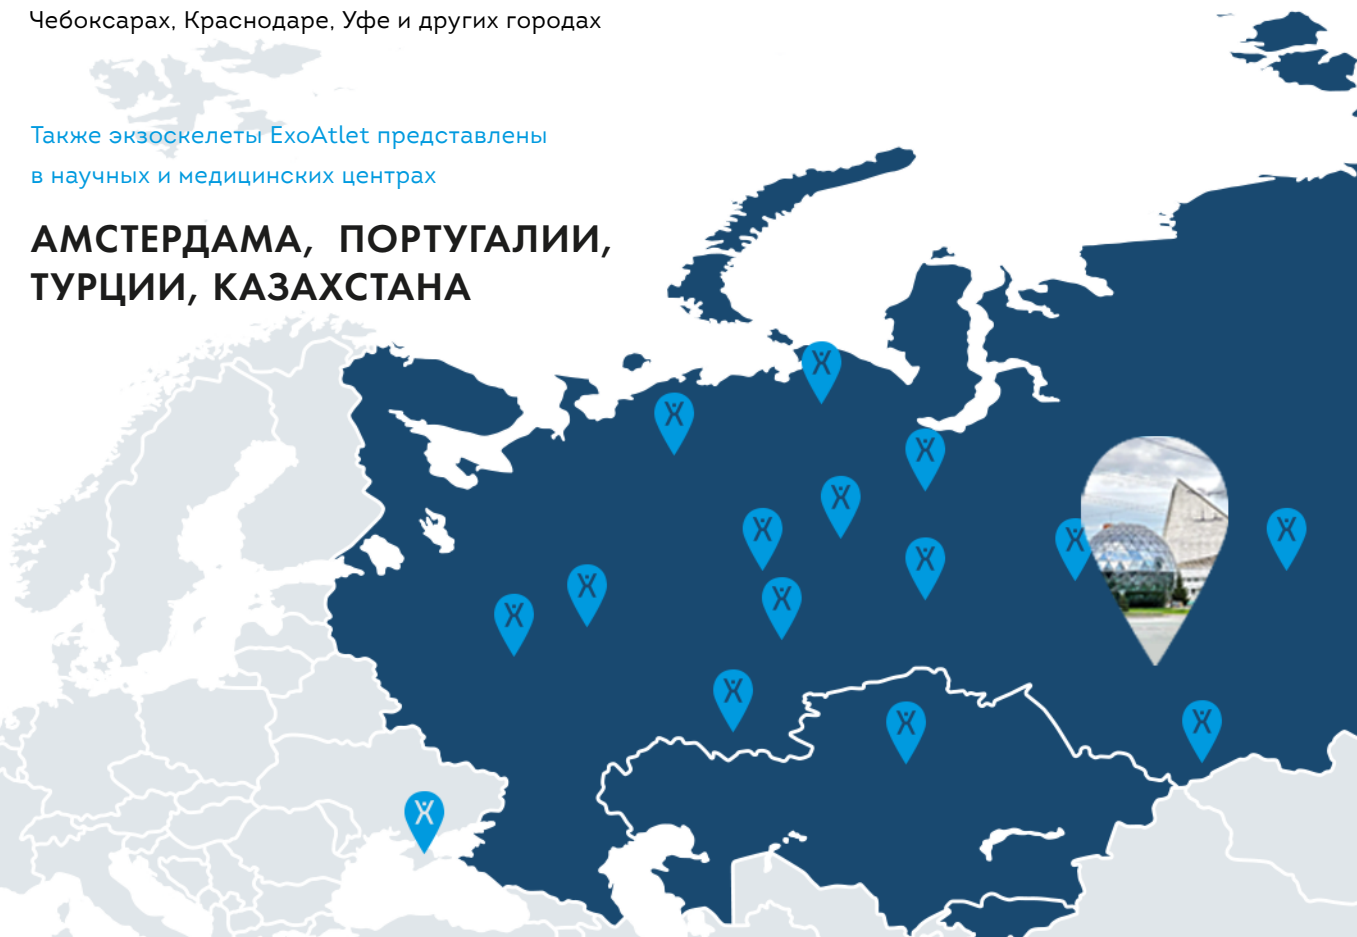 Чебоксарах, Краснодаре, Уфе и других городах
Также экзоскелеты ExoAtlet представлены
в научных и медицинских центрах
АМСТЕРДАМА, ПОРТУГАЛИИ,
ТУРЦИИ, КАЗАХСТАНА